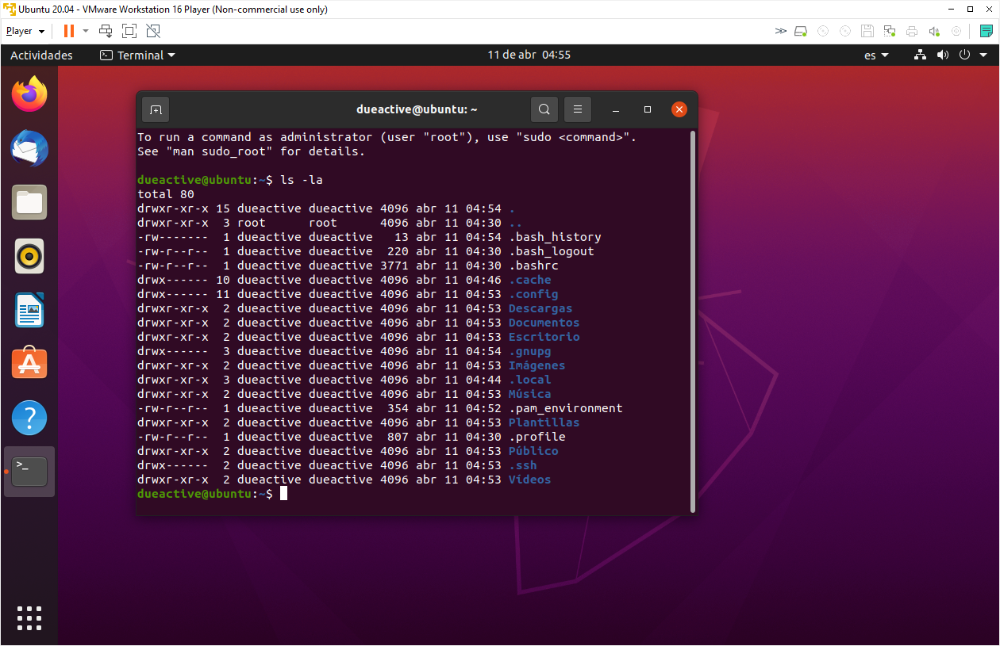 Ubuntu 20.04 - VMware Workstation 16 Player (Non-commercial use only)
Player
Actividades
Terminal
11 de abr 04:55
es
dueactive@ubuntu: ~
To run a command as administrator (user "root"), use "sudo <command>".
See "man sudo_root" for details.
dueactive@ubuntu:~$ ls -la
total 80
drwxr-xr-x 15 dueactive dueactive 4096 abr 11 04:54 .
drwxr-xr-x  3 root      root      4096 abr 11 04:30 ..
-rw-------  1 dueactive dueactive   13 abr 11 04:54 .bash_history
-rw-r--r--  1 dueactive dueactive  220 abr 11 04:30 .bash_logout
-rw-r--r--  1 dueactive dueactive 3771 abr 11 04:30 .bashrc
drwx------ 10 dueactive dueactive 4096 abr 11 04:46 .cache
drwx------ 11 dueactive dueactive 4096 abr 11 04:53 .config
drwxr-xr-x  2 dueactive dueactive 4096 abr 11 04:53 Descargas
drwxr-xr-x  2 dueactive dueactive 4096 abr 11 04:53 Documentos
drwxr-xr-x  2 dueactive dueactive 4096 abr 11 04:53 Escritorio
drwx------  3 dueactive dueactive 4096 abr 11 04:54 .gnupg
drwxr-xr-x  2 dueactive dueactive 4096 abr 11 04:53 Imágenes
drwxr-xr-x  3 dueactive dueactive 4096 abr 11 04:44 .local
drwxr-xr-x  2 dueactive dueactive 4096 abr 11 04:53 Música
-rw-r--r--  1 dueactive dueactive  354 abr 11 04:52 .pam_environment
drwxr-xr-x  2 dueactive dueactive 4096 abr 11 04:53 Plantillas
-rw-r--r--  1 dueactive dueactive  807 abr 11 04:30 .profile
drwxr-xr-x  2 dueactive dueactive 4096 abr 11 04:53 Público
drwx------  2 dueactive dueactive 4096 abr 11 04:53 .ssh
drwxr-xr-x  2 dueactive dueactive 4096 abr 11 04:53 Vídeos
dueactive@ubuntu:~$